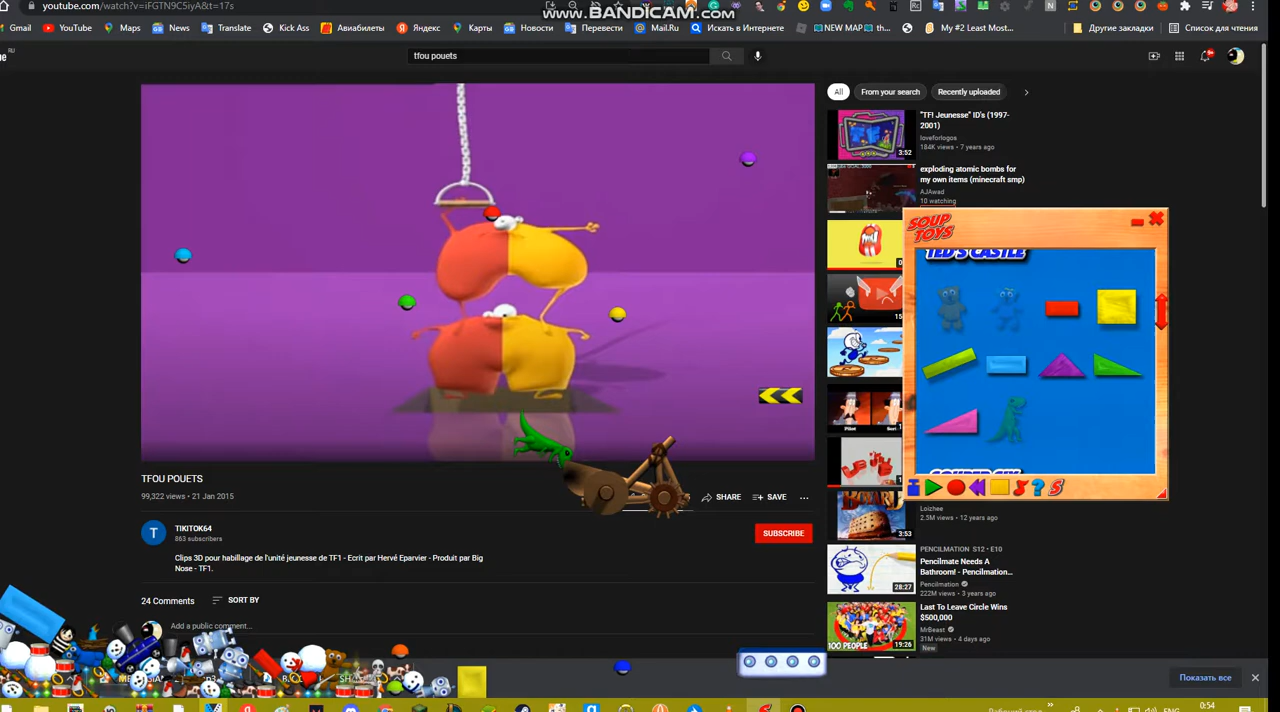 youtube.com/watch?v=iFGTN9C5iyA&t=17s
www.BANDICAM.com
Gmail YouTube Maps News Translate Kick Ass Авиабилеты Яндекс Карты Новости Перевести Mail.Ru Искать в Интернете NEW MAP th... My #2 Least Most... Другие закладки Список для чтения
RU
tfou pouets
9+
All From your search Recently uploaded
"TF! Jeunesse" ID's (1997-
2001)
loveforlogos
184K views • 7 years ago
3:52
exploding atomic bombs for
my own items (minecraft smp)
AJAwad
10 watching
SOUP
TOYS
TED'S CASTLE
TFOU POUETS
99,322 views • 21 Jan 2015
SHARE SAVE
T
TIKITOK64
863 subscribers
SUBSCRIBE
Clips 3D pour habillage de l'unité jeunesse de TF1 - Ecrit par Hervé Eparvier - Produit par Big
Nose - TF1.
24 Comments SORT BY
Add a public comment...
Loizhee
2.5M views • 12 years ago
3:53
PENCILMATION S12 • E10
Pencilmate Needs A
Bathroom! - Pencilmation...
Pencilmation
222M views • 3 years ago
28:27
Last To Leave Circle Wins
$500,000
MrBeast
31M views • 4 days ago
New
100 PEOPLE
19:26
Показать все
ENG
0:54